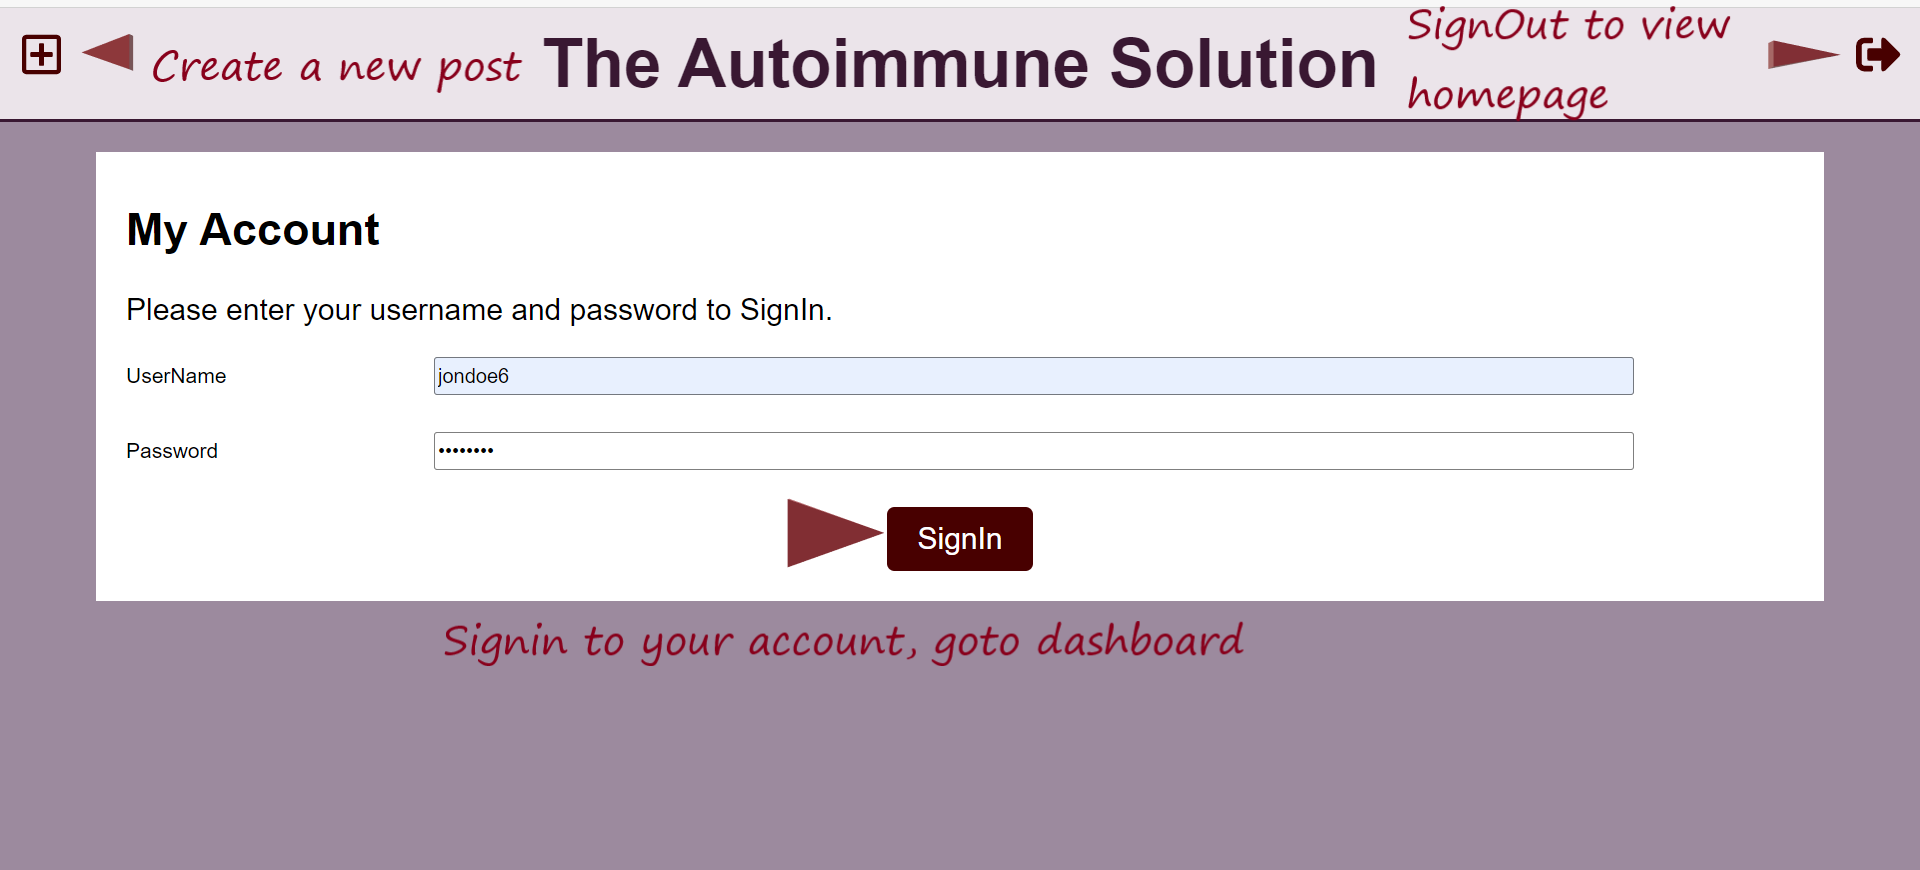 Create a new post
The Autoimmune Solution
SignOut to view
homepage
My Account
Please enter your username and password to SignIn.
UserName
jondoe6
Password
••••••••
SignIn
Signin to your account, goto dashboard